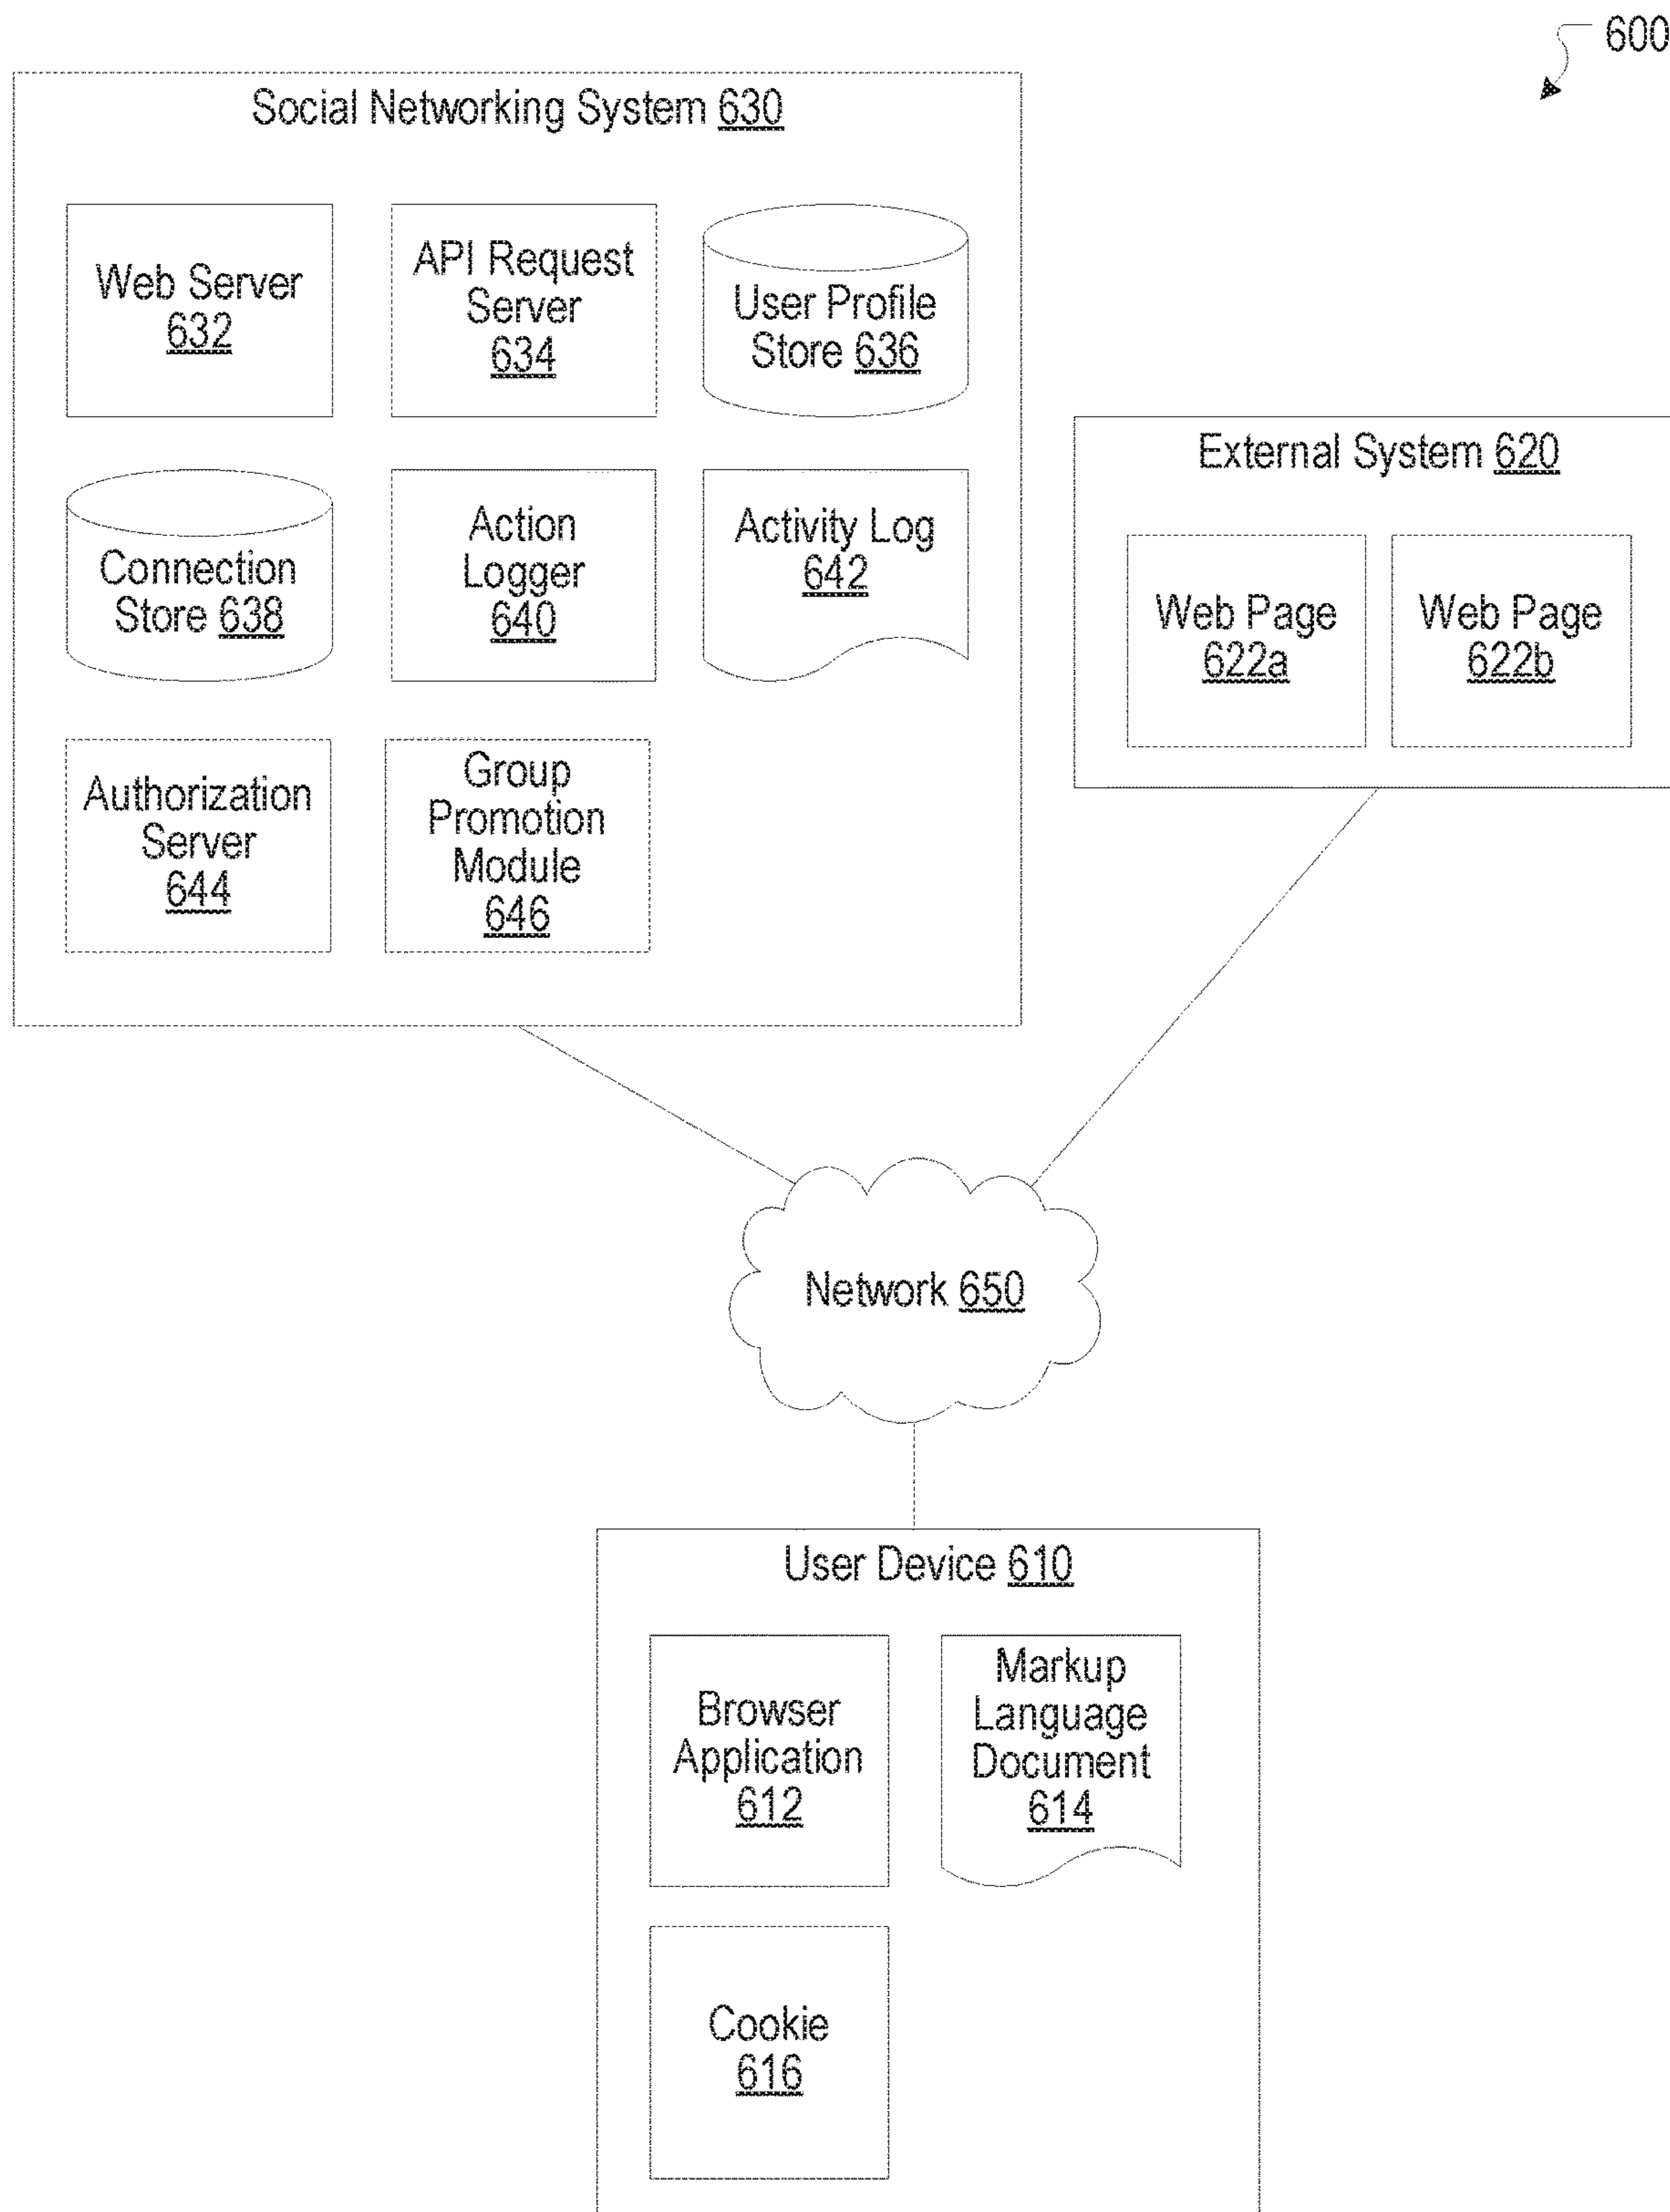 600
Social Networking System 630
Web Server
632
API Request
Server
634
User Profile
Store 636
Connection
Store 638
Action
Logger
640
Activity Log
642
Authorization
Server
644
Group
Promotion
Module
646
External System 620
Web Page
622a
Web Page
622b
Network 650
User Device 610
Browser
Application
612
Markup
Language
Document
614
Cookie
616